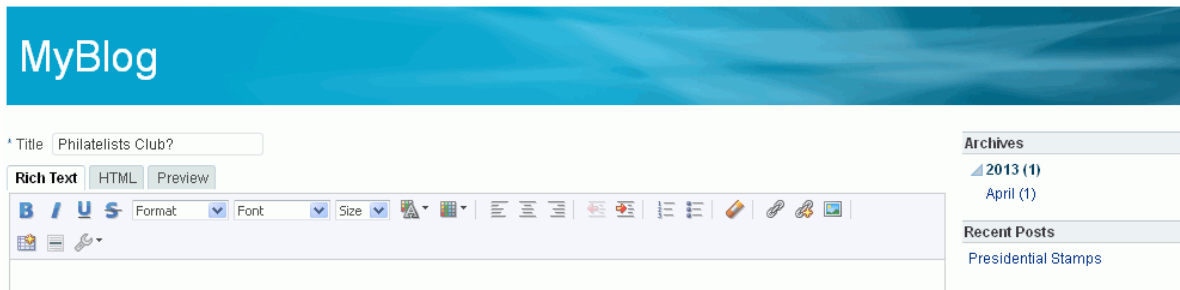 MyBlog
* Title Philatelists Club?
Rich Text HTML Preview
B I U S Format Font Size
Archives
2013 (1)
April (1)
Recent Posts
Presidential Stamps